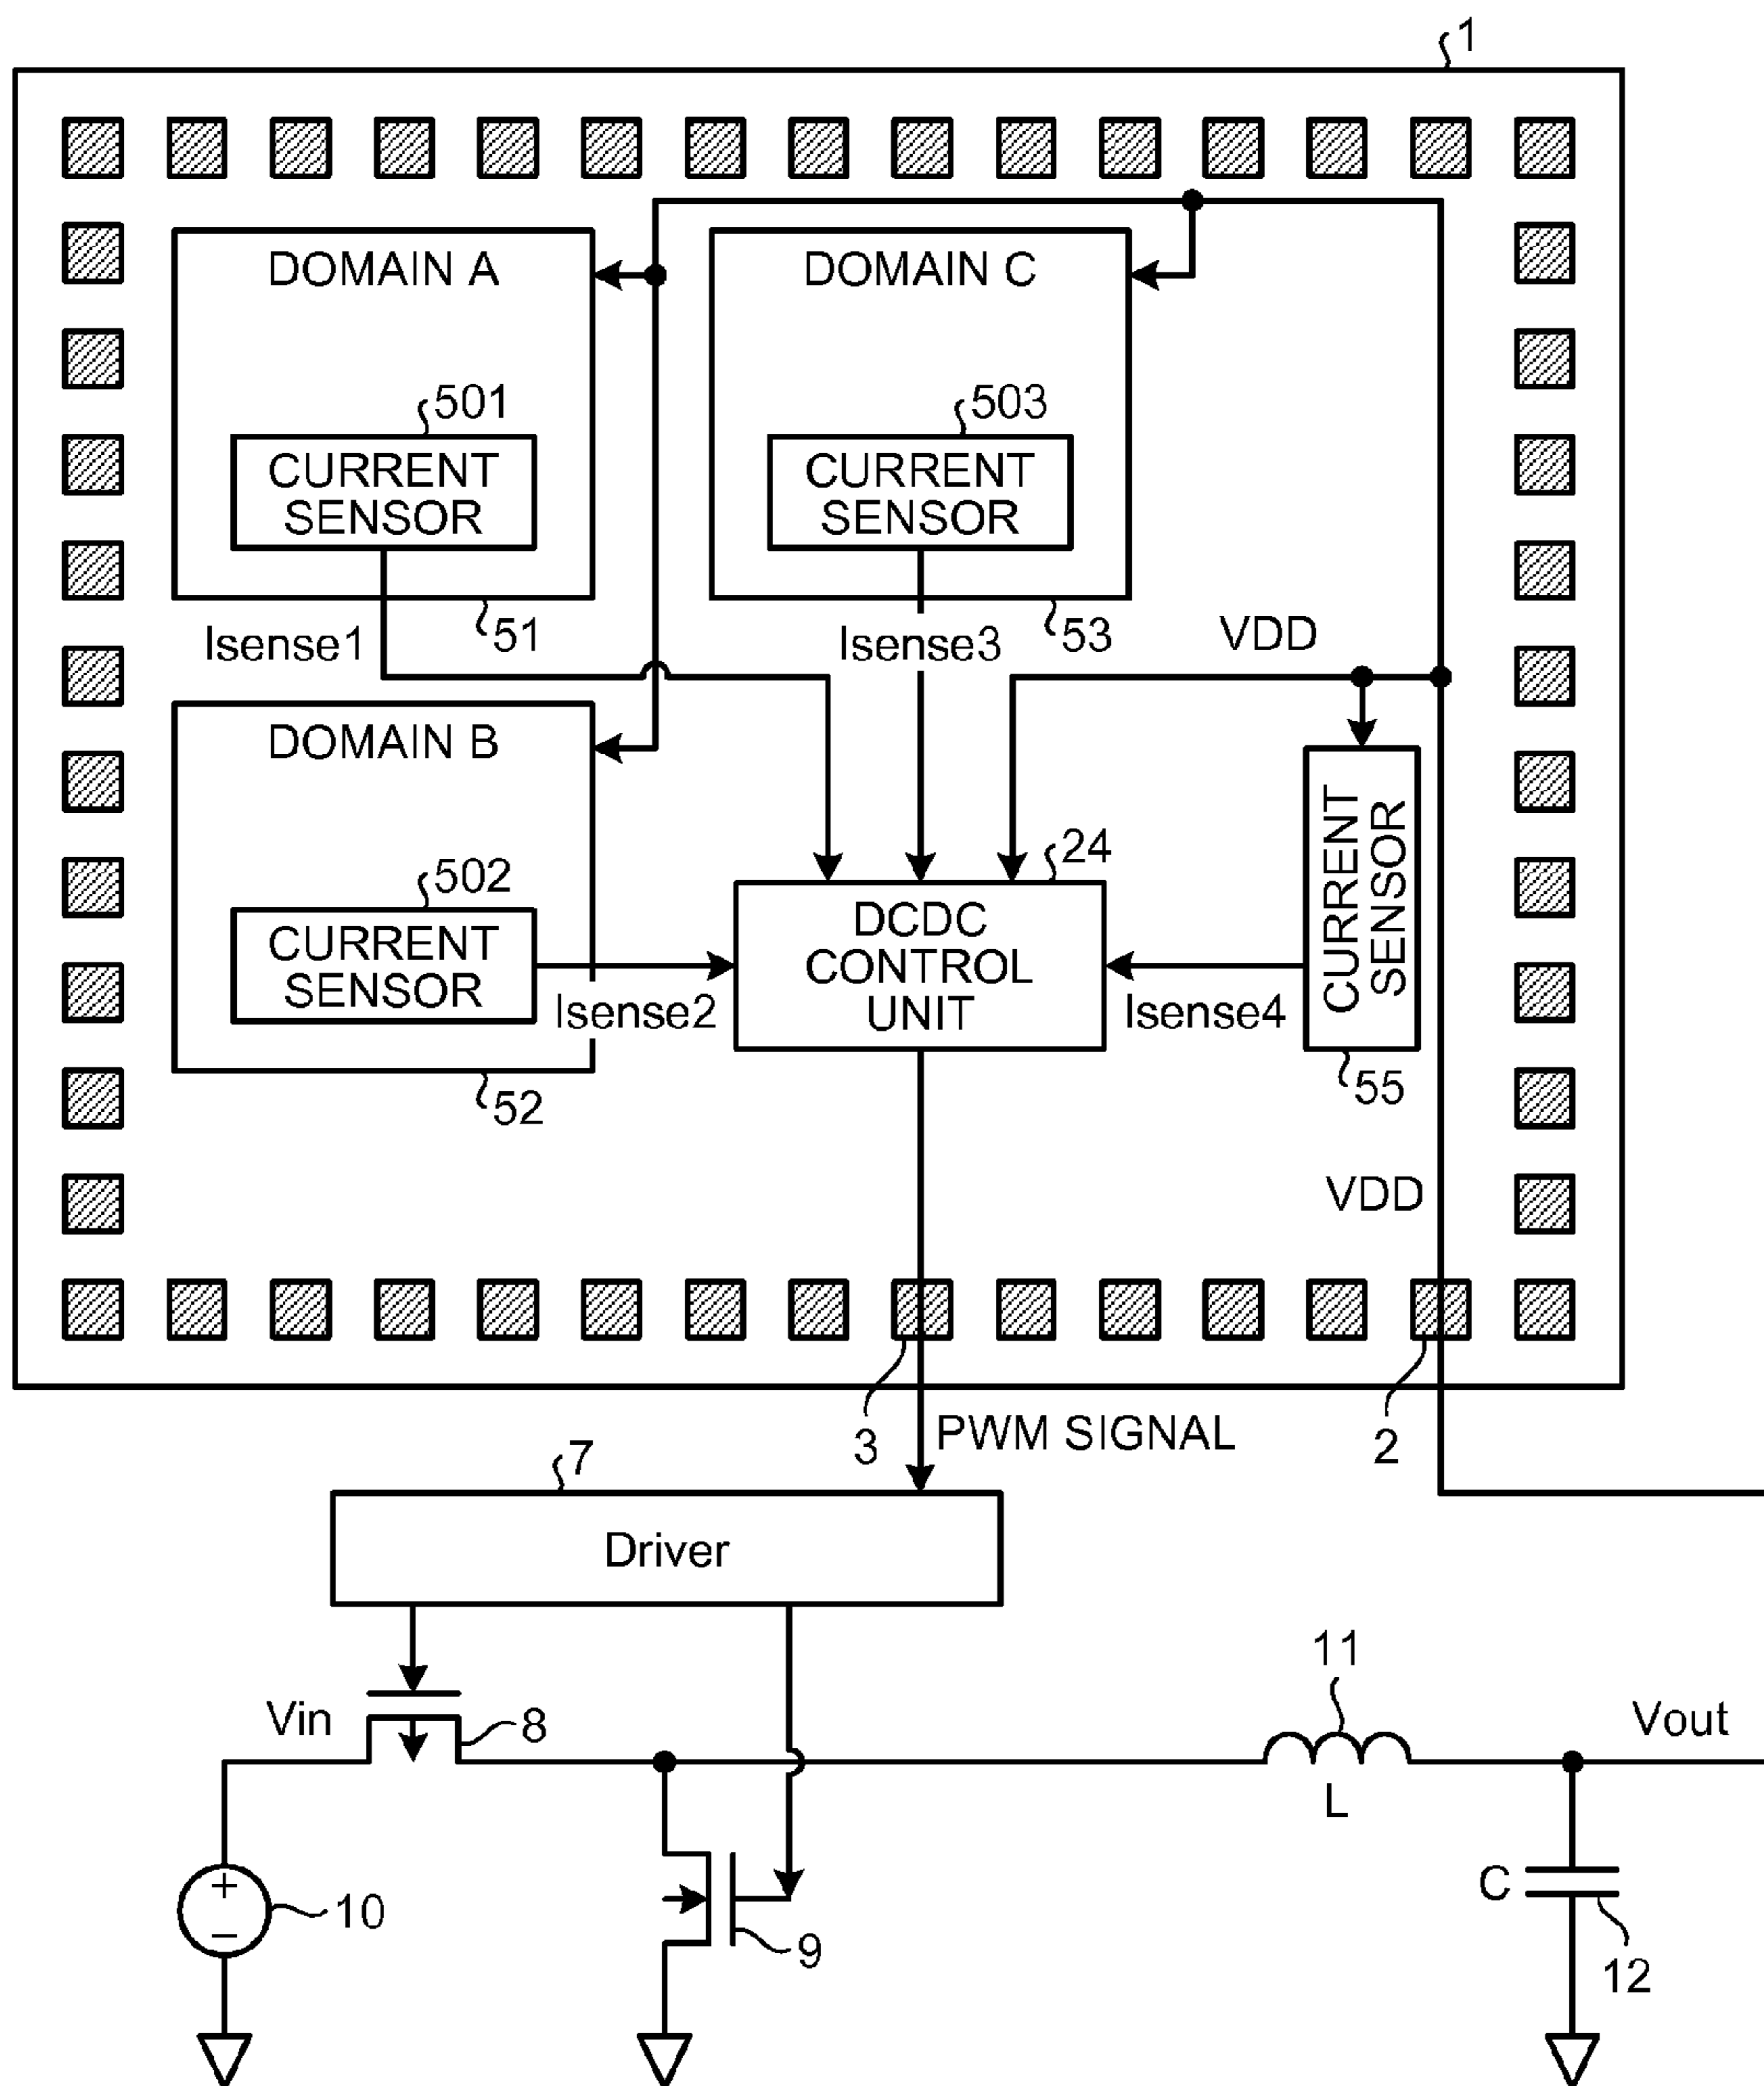 1
DOMAIN A
DOMAIN C
501
503
CURRENT
SENSOR
CURRENT
SENSOR
51
53
Isense1
Isense3
VDD
DOMAIN B
CURRENT
SENSOR
24
502
CURRENT
SENSOR
DCDC
CONTROL
UNIT
Isense2
Isense4
55
52
VDD
3
PWM SIGNAL
2
7
Driver
11
Vin
8
Vout
L
+
−
10
C
9
12